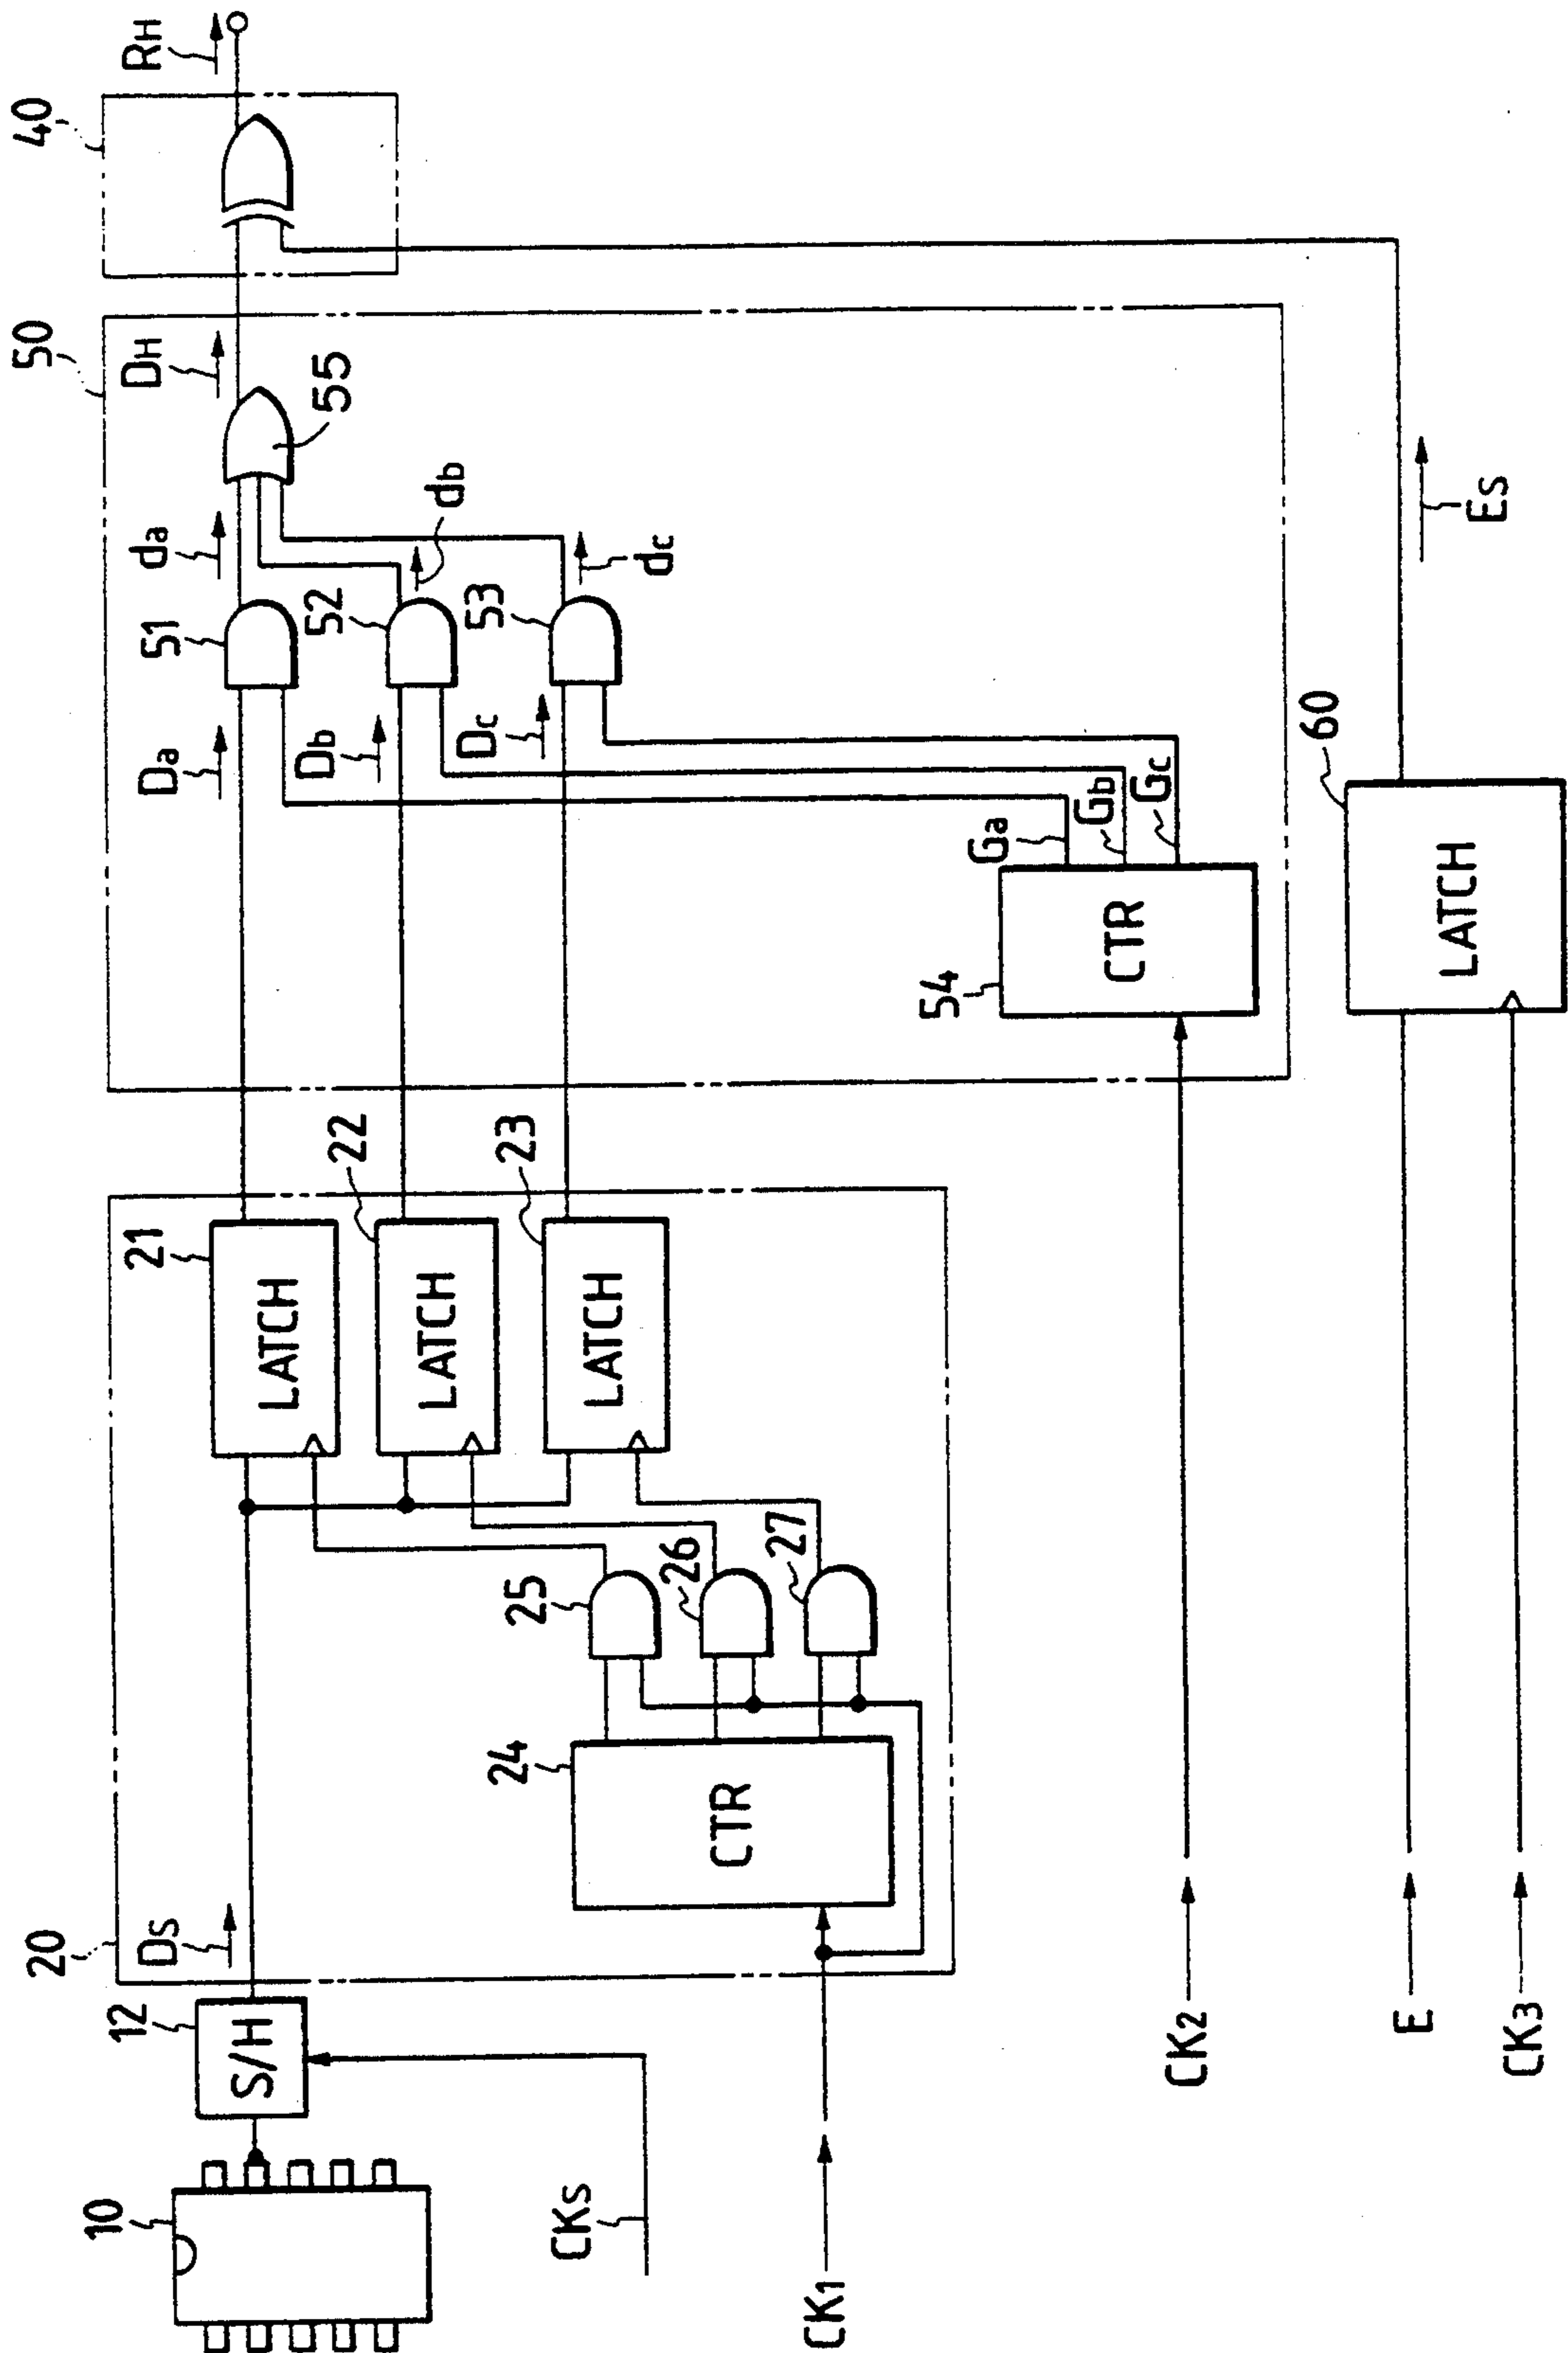 10
12
S/H
CKS
CK1
20
DS
21
LATCH
22
LATCH
23
LATCH
24
CTR
25
26
27
50
Da
Db
Dc
51
52
53
da
db
dc
55
DH
54
CTR
Ga
Gb
Gc
40
RH
CK2
E
CK3
60
LATCH
ES